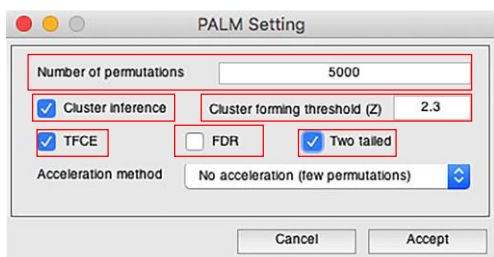 PALM Setting
Number of permutations 5000
Cluster inference Cluster forming threshold (Z) 2.3
TFCE FDR Two tailed
Acceleration method No acceleration (few permutations)
Cancel Accept